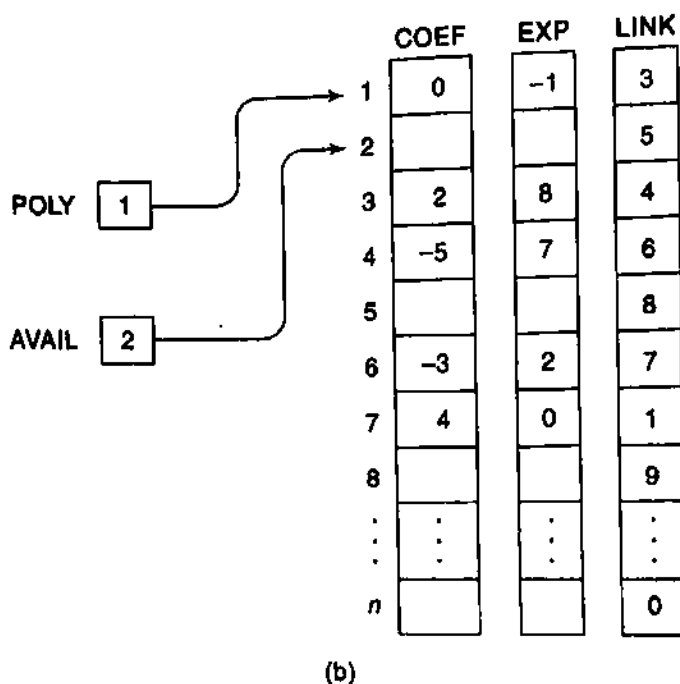 COEF EXP LINK
1 0 −1 3
2 5
POLY 1
3 2 8 4
4 −5 7 6
5 8
AVAIL 2
6 −3 2 7
7 4 0 1
8 9
⋮ ⋮ ⋮ ⋮
n 0
(b)